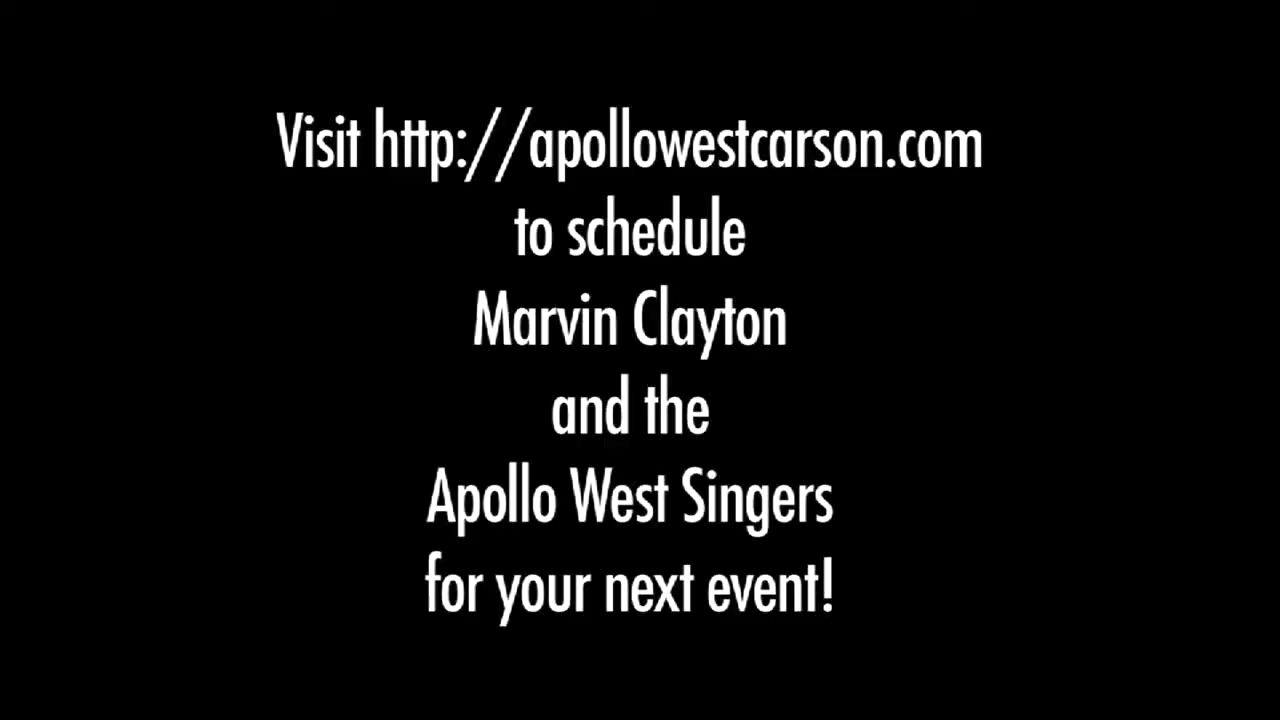 Visit http://apollowestcarson.com
to schedule
Marvin Clayton
and the
Apollo West Singers
for your next event!